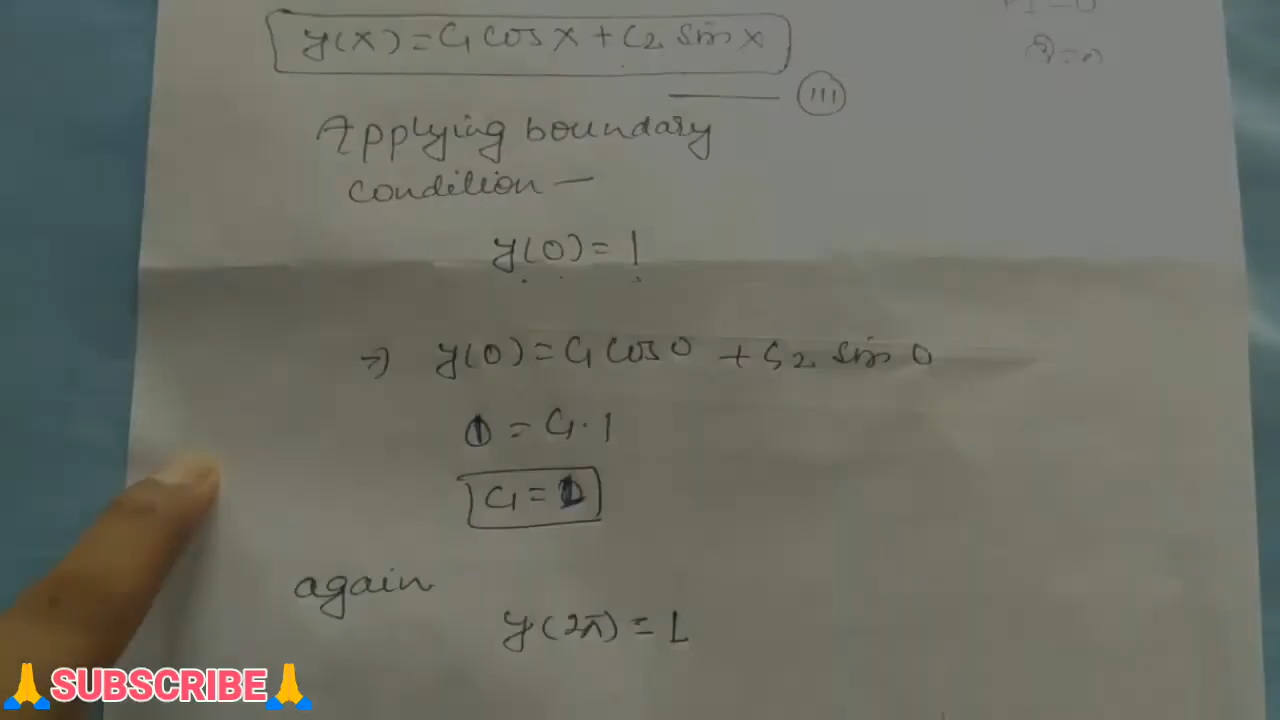 y(x) = C1 cos x + C2 sin x
(III)
Applying boundary
condition —
y(0) = 1
⇒ y(0) = C1 cos 0 + C2 sin 0
1 = C1 . 1
C1 = 1
again
y(2π) = 1
🙏SUBSCRIBE🙏